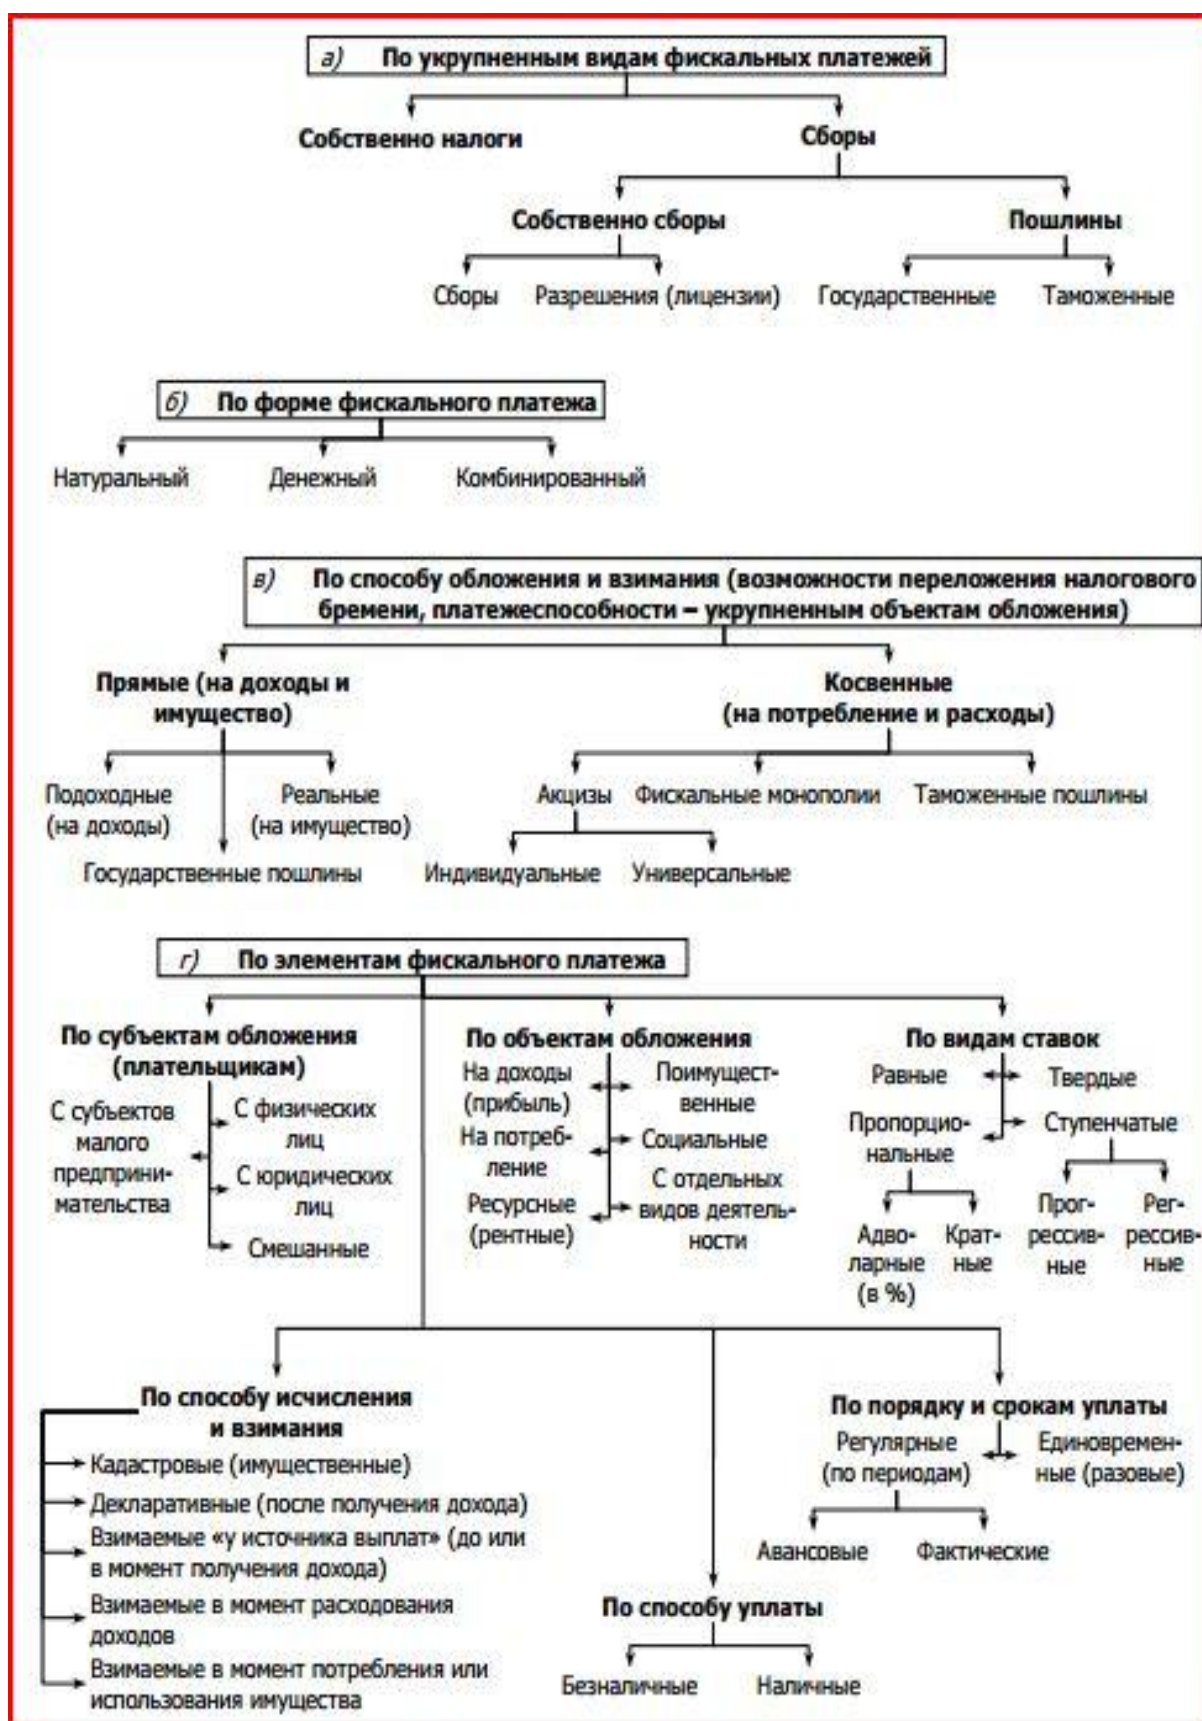 а) По укрупненным видам фискальных платежей
Собственно налоги
Сборы
Собственно сборы
Пошлины
Сборы
Разрешения (лицензии)
Государственные
Таможенные
б) По форме фискального платежа
Натуральный
Денежный
Комбинированный
в) По способу обложения и взимания (возможности переложения налогового
бремени, платежеспособности – укрупненным объектам обложения)
Прямые (на доходы и
имущество)
Косвенные
(на потребление и расходы)
Подоходные
(на доходы)
Реальные
(на имущество)
Государственные пошлины
Акцизы
Фискальные монополии
Таможенные пошлины
Индивидуальные
Универсальные
г) По элементам фискального платежа
По субъектам обложения
(плательщикам)
С субъектов
малого
предприни-
мательства
С физических
лиц
С юридических
лиц
Смешанные
По объектам обложения
На доходы
(прибыль)
Поимущест-
венные
На потреб-
ление
Социальные
Ресурсные
(рентные)
С отдельных
видов деятель-
ности
По видам ставок
Равные
Твердые
Пропорцио-
нальные
Ступенчатые
Адво-
ларные
(в %)
Крат-
ные
Прог-
рессив-
ные
Рег-
рессив-
ные
По способу исчисления
и взимания
Кадастровые (имущественные)
Декларативные (после получения дохода)
Взимаемые «у источника выплат» (до или
в момент получения дохода)
Взимаемые в момент расходования
доходов
Взимаемые в момент потребления или
использования имущества
По порядку и срокам уплаты
Регулярные
(по периодам)
Единовремен-
ные (разовые)
Авансовые
Фактические
По способу уплаты
Безналичные
Наличные